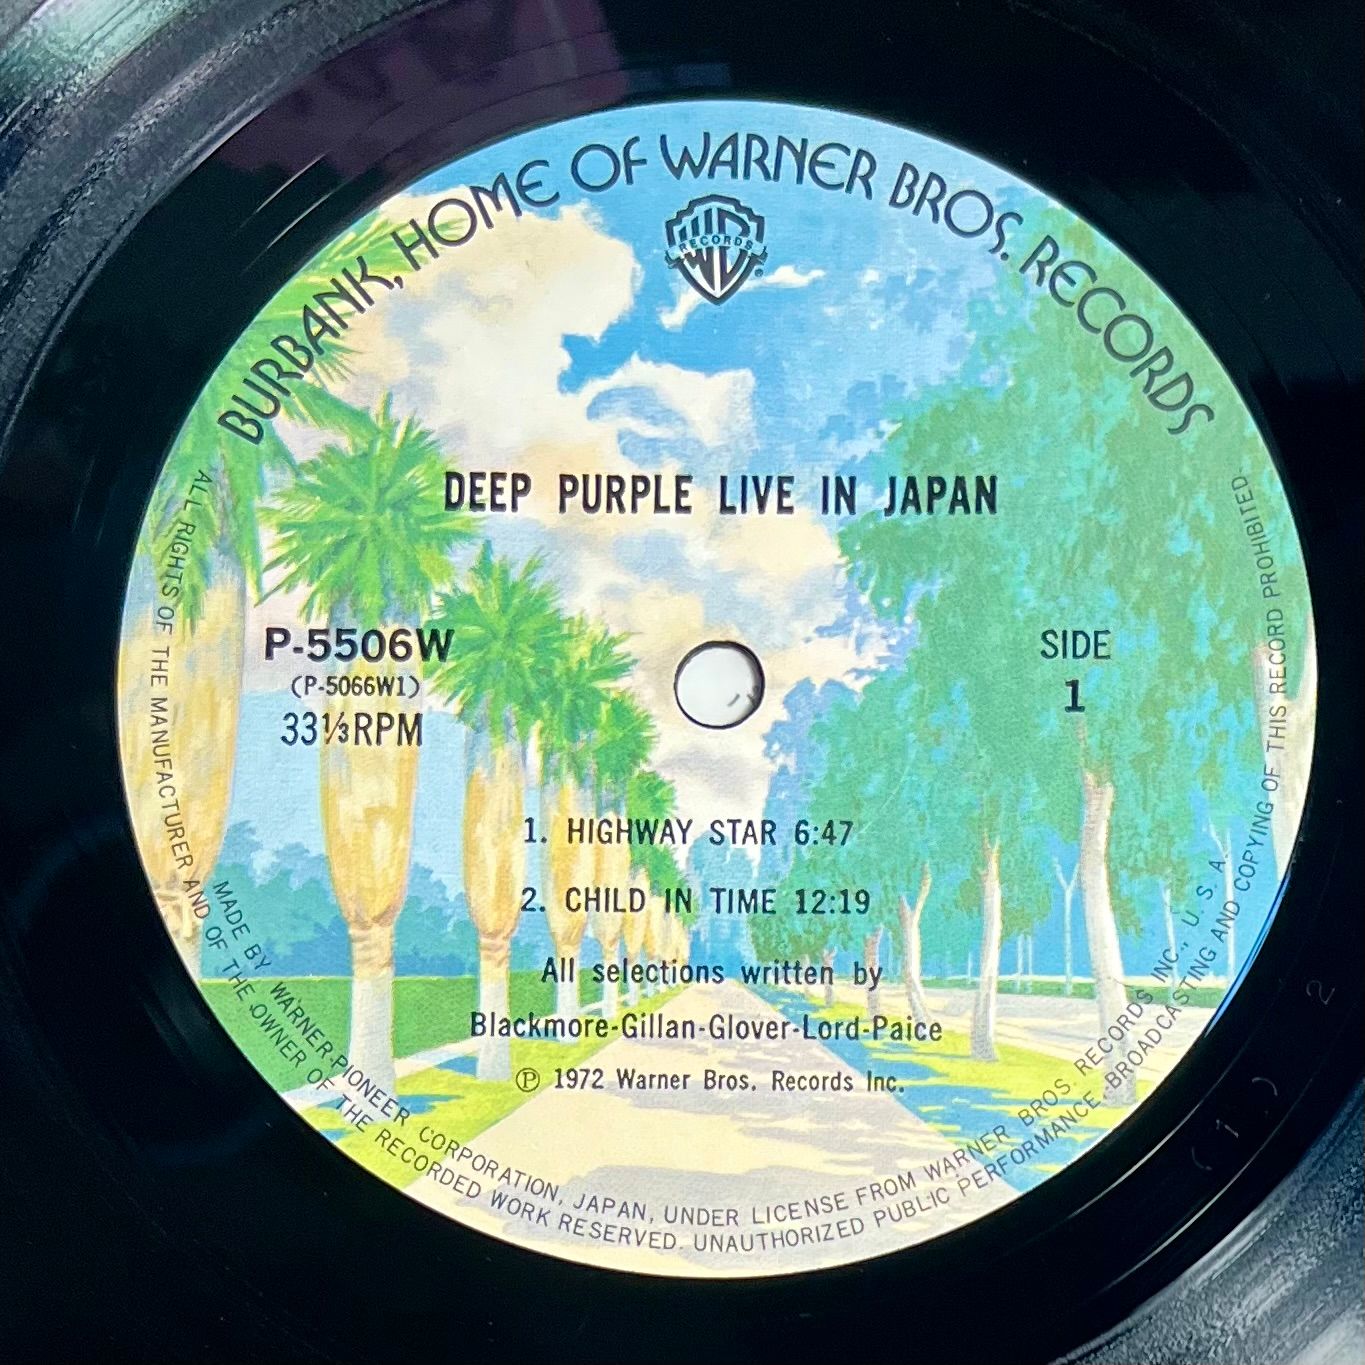 BURBANK, HOME OF WARNER BROS. RECORDS
RECORDS
DEEP PURPLE LIVE IN JAPAN
P-5506W
(P-5066W1)
33⅓RPM
SIDE
1
1. HIGHWAY STAR 6:47
2. CHILD IN TIME 12:19
All selections written by
Blackmore-Gillan-Glover-Lord-Paice
Ⓟ 1972 Warner Bros. Records Inc.
MADE BY WARNER-PIONEER CORPORATION, JAPAN, UNDER LICENSE FROM WARNER BROS RECORDS INC., U. S. A.
ALL RIGHTS OF THE MANUFACTURER AND OF THE OWNER OF THE RECORDED WORK RESERVED. UNAUTHORIZED PUBLIC PERFORMANCE, BROADCASTING AND COPYING OF THIS RECORD PROHIBITED.